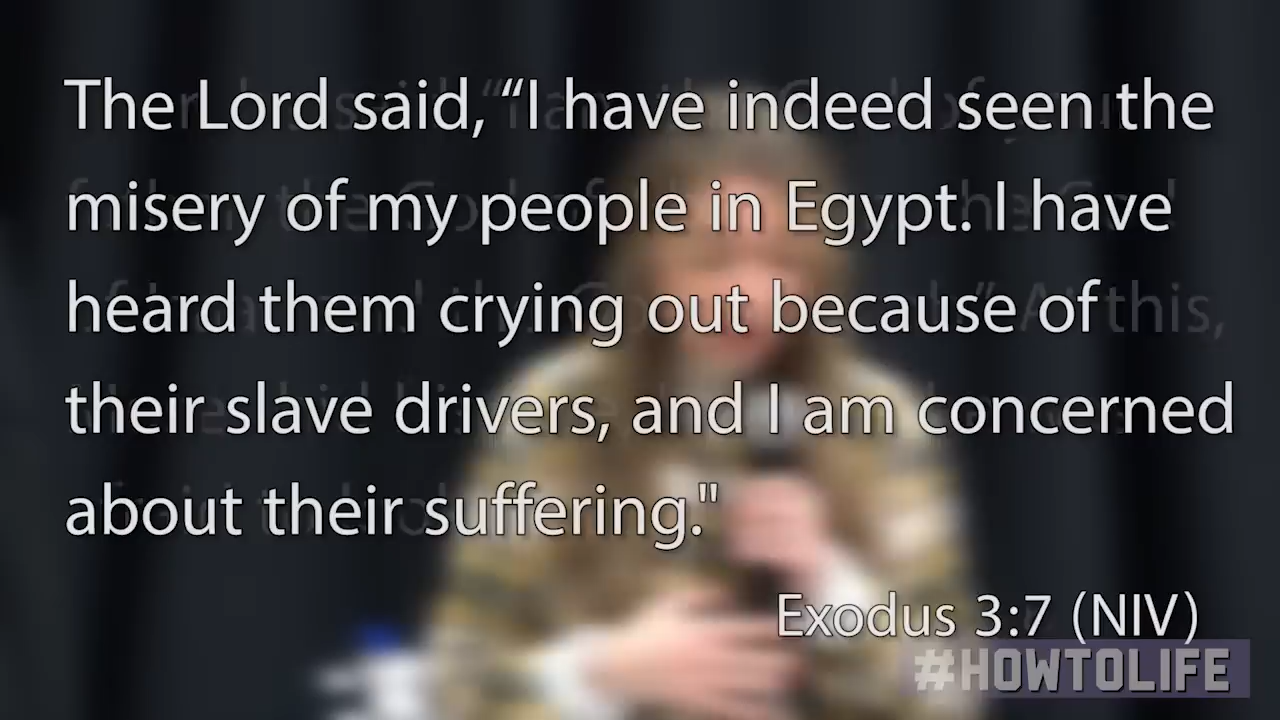 The Lord said, “I have indeed seen the
misery of my people in Egypt. I have
heard them crying out because of
their slave drivers, and I am concerned
about their suffering."
Exodus 3:7 (NIV)
#HOWTOLIFE